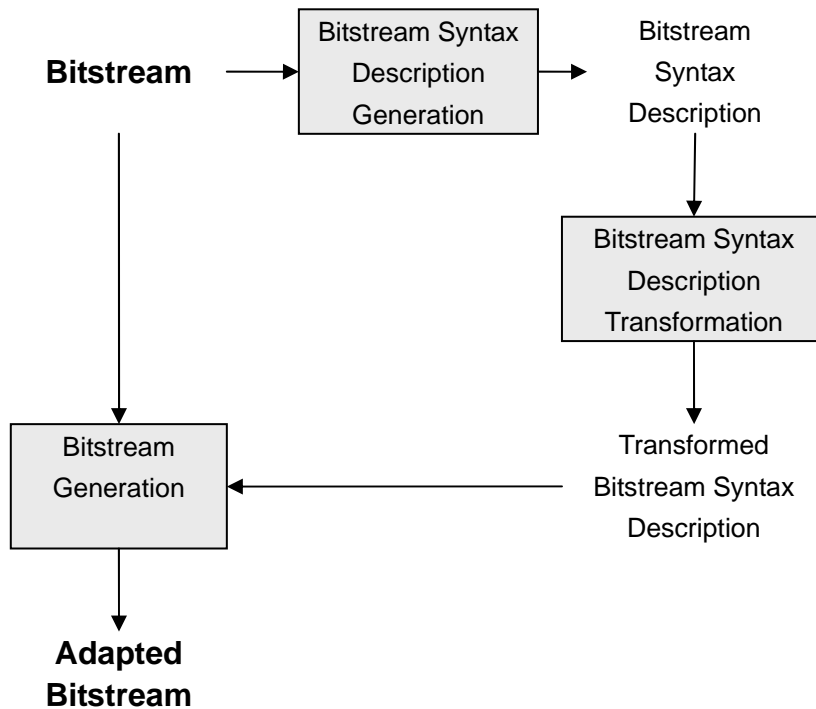 Bitstream
Bitstream Syntax
Description
Generation
Bitstream
Syntax
Description
Bitstream Syntax
Description
Transformation
Bitstream
Generation
Transformed
Bitstream Syntax
Description
Adapted
Bitstream